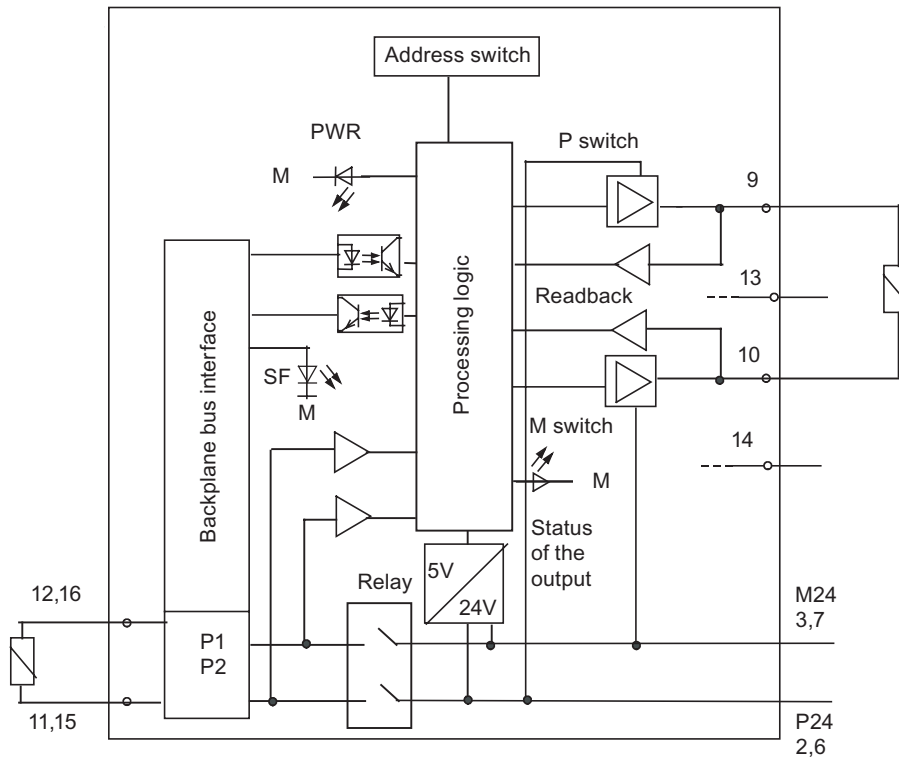 Address switch
PWR
P switch
M
9
Processing logic
Backplane bus interface
Readback
13
10
SF
M
M switch
14
M
Status
of the
output
5V
24V
Relay
12,16
P1
P2
M24
3,7
11,15
P24
2,6